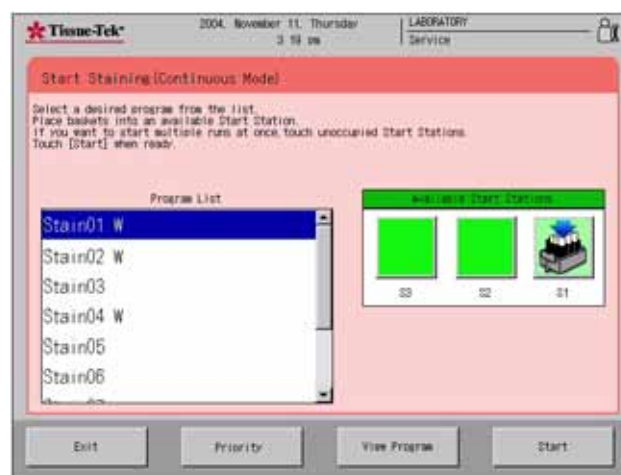 Tissue-Tek
2004. November 11. Thursday
3 19 pm
LABORATORY
Service
Start Staining(Continuous Mode)
Select a desired program from the list.
Place baskets into an available Start Station.
If you want to start multiple runs at once, touch unoccupied Start Stations.
Touch [Start] when ready.
Program List
Available Start Stations
Stain01 W
Stain02 W
Stain03
Stain04 W
Stain05
Stain06
S3
S2
S1
Exit
Priority
View Program
Start